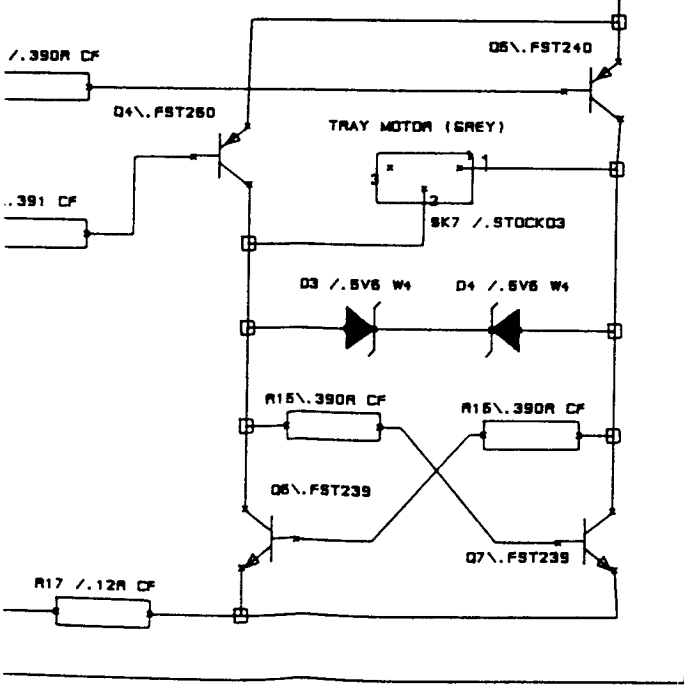 /.390R CF
Q5\.FST240
Q4\.FST260
TRAY MOTOR (GREY)
1
3
2
.391 CF
SK7 /.STOCK03
D3 /.5V6 W4
D4 /.5V6 W4
R15\.390R CF
R16\.390R CF
Q6\.FST239
Q7\.FST239
R17 /.12R CF